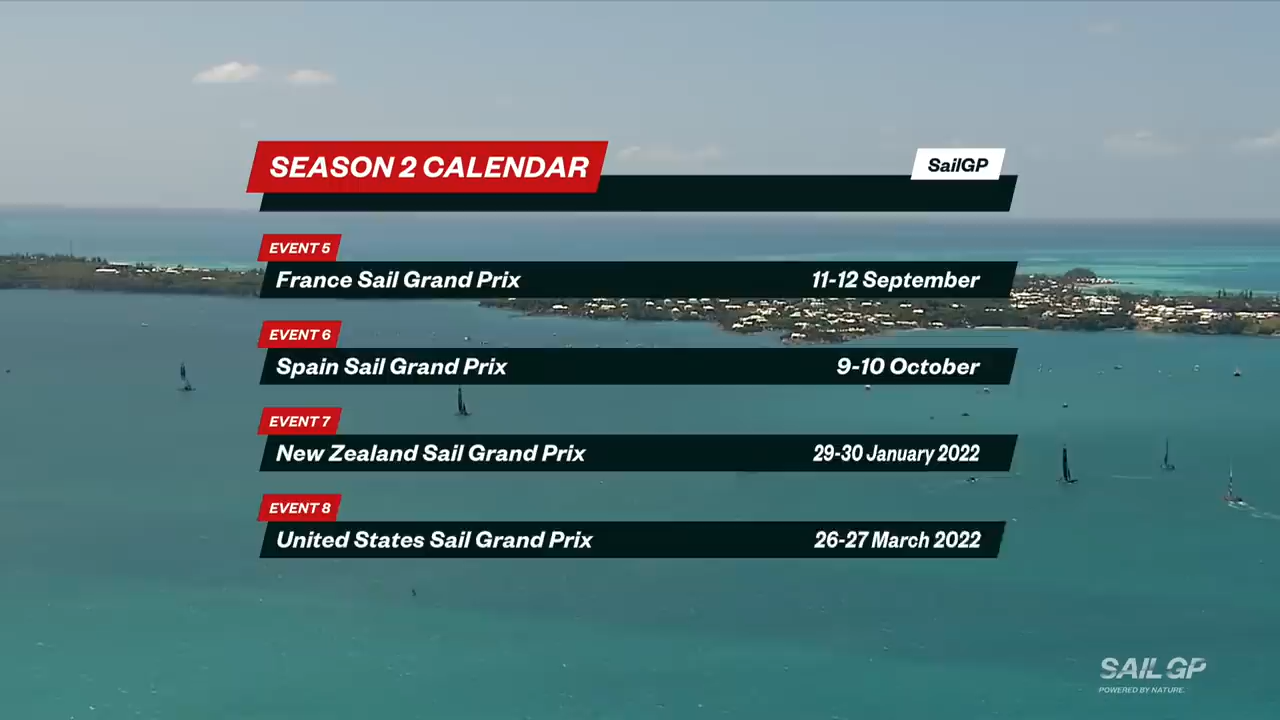 SEASON 2 CALENDAR
SailGP
EVENT 5
France Sail Grand Prix 11-12 September
EVENT 6
Spain Sail Grand Prix 9-10 October
EVENT 7
New Zealand Sail Grand Prix 29-30 January 2022
EVENT 8
United States Sail Grand Prix 26-27 March 2022
SAIL GP
POWERED BY NATURE.